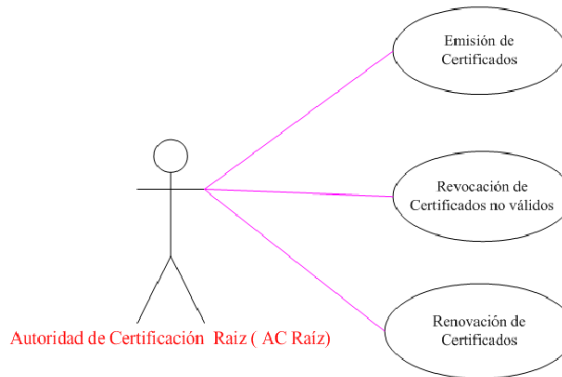 Emisión de
Certificados
Revocación de
Certificados no válidos
Autoridad de Certificación Raiz ( AC Raíz)
Renovación de
Certificados